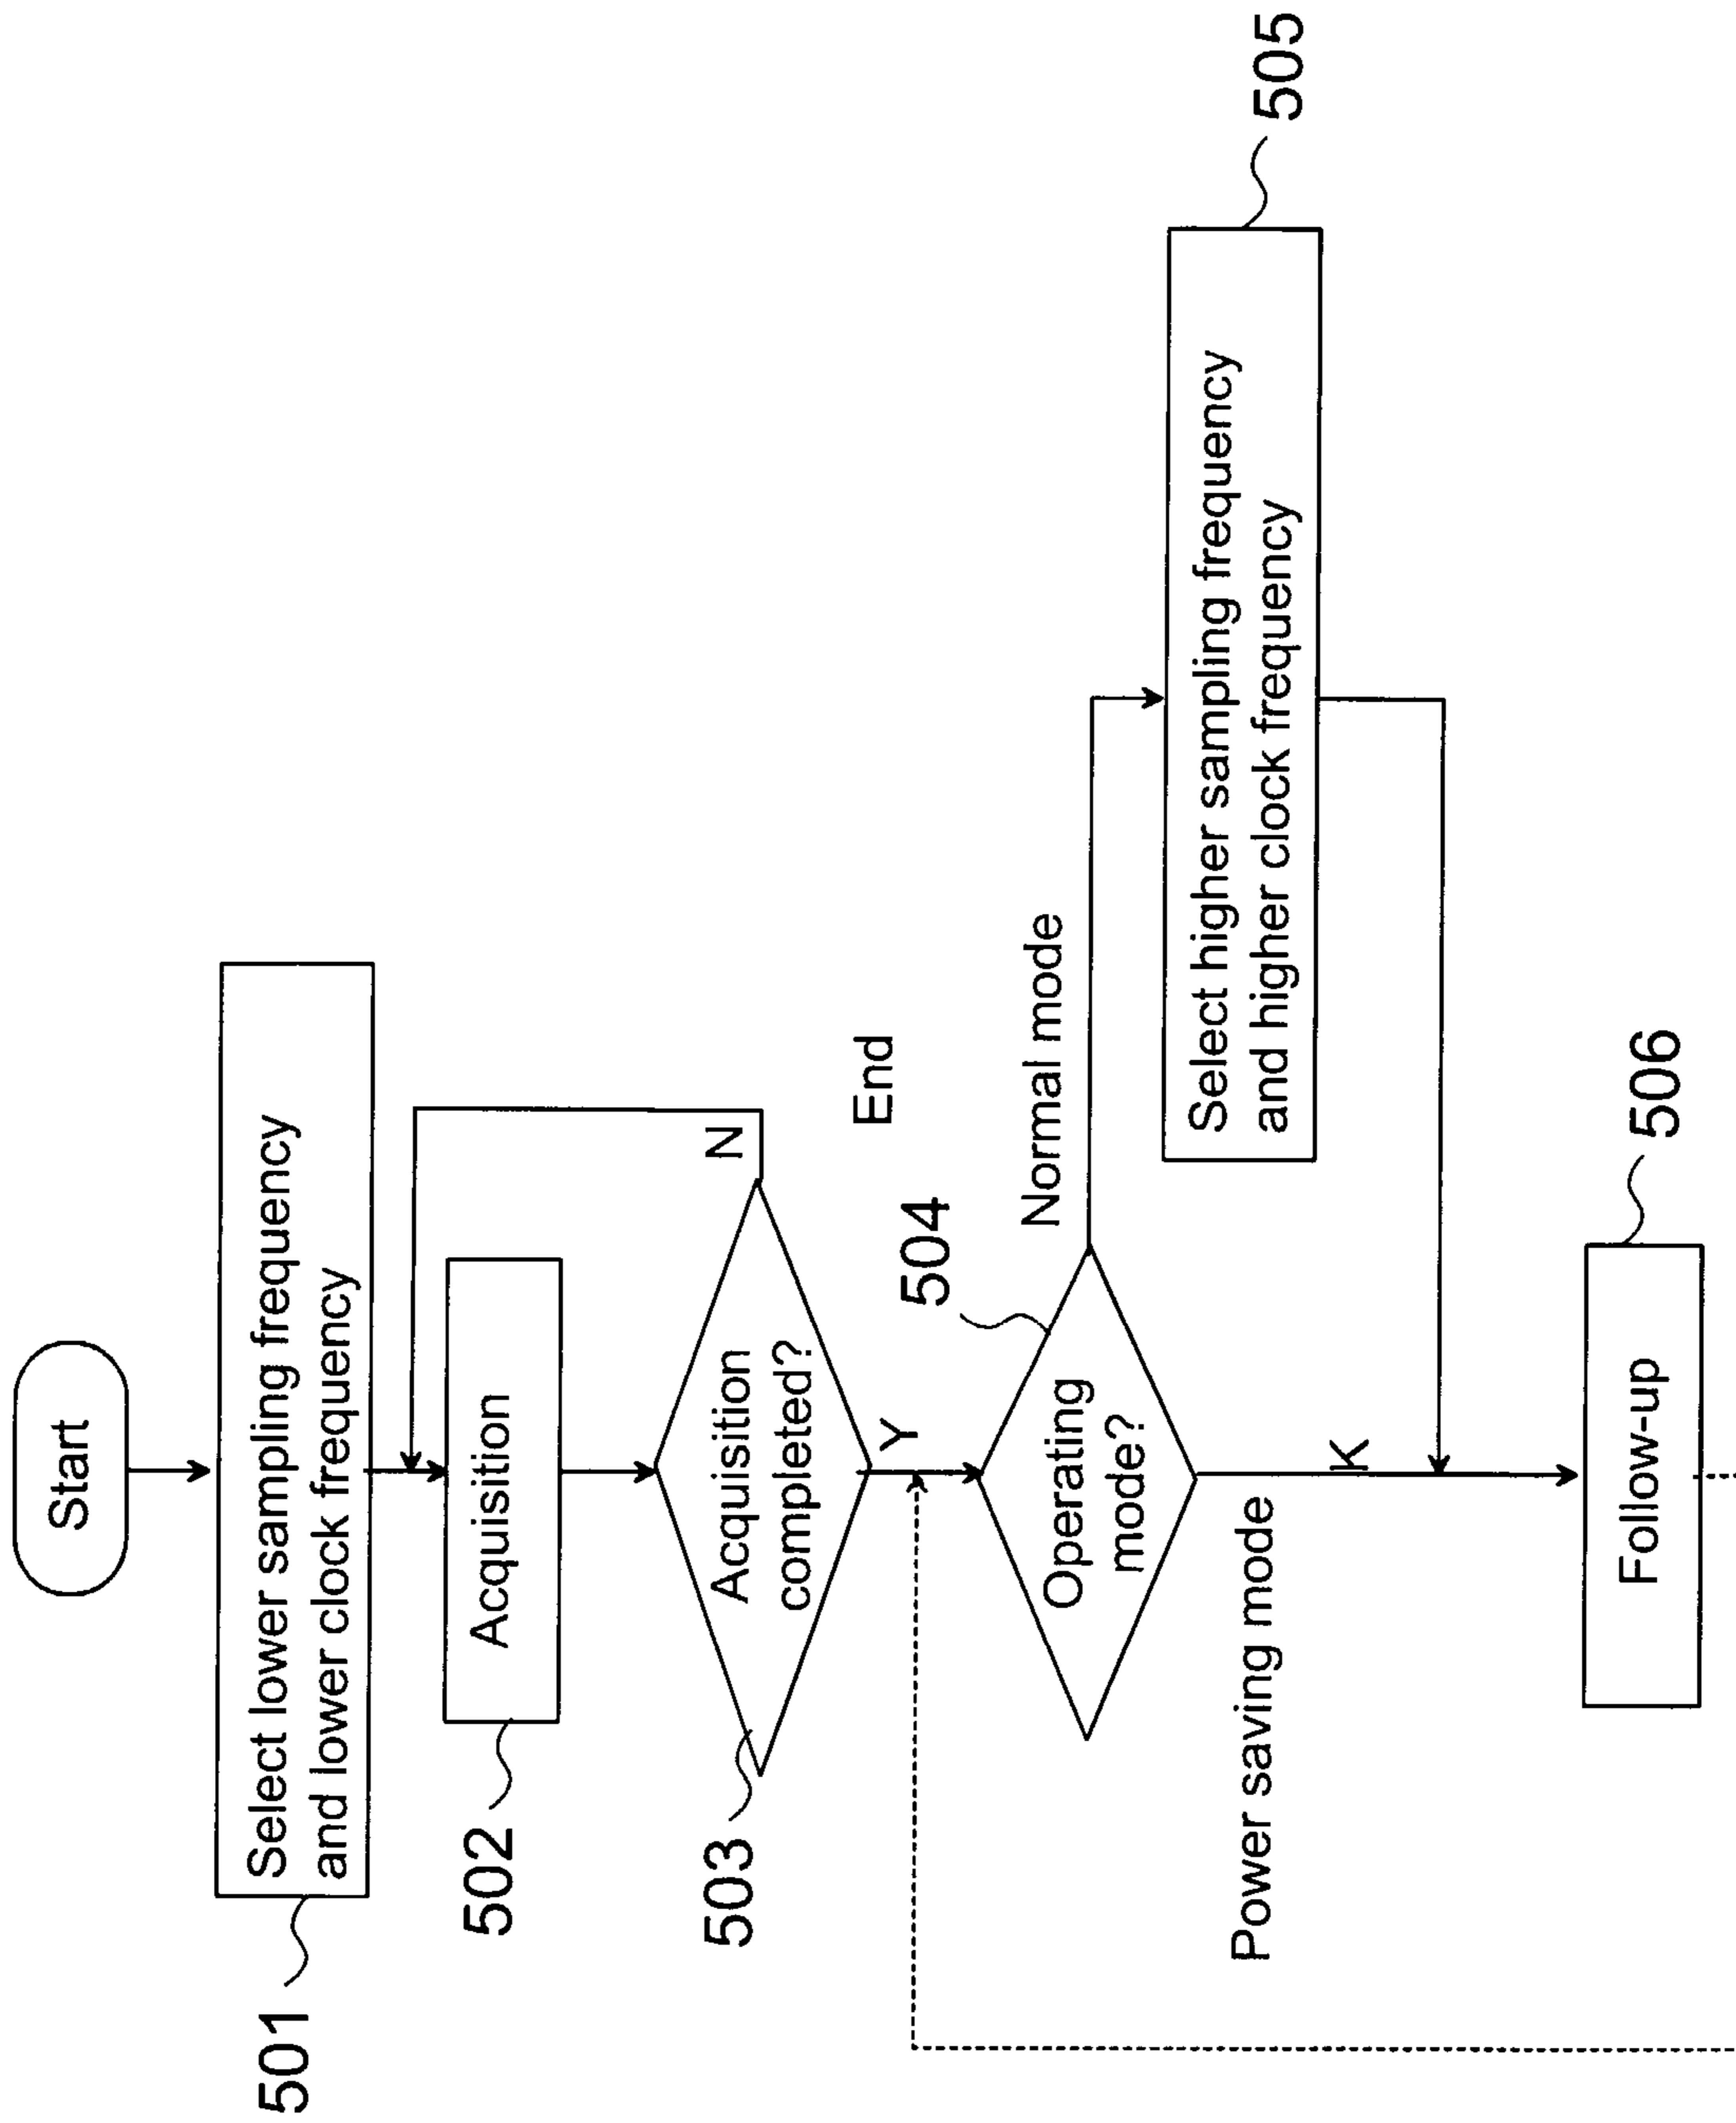 Start
501
Select lower sampling frequency
and lower clock frequency
502
Acquisition
503
Acquisition
completed?
N
Y
End
504
Operating
mode?
Normal mode
505
Select higher sampling frequency
and higher clock frequency
Power saving mode
K
506
Follow-up